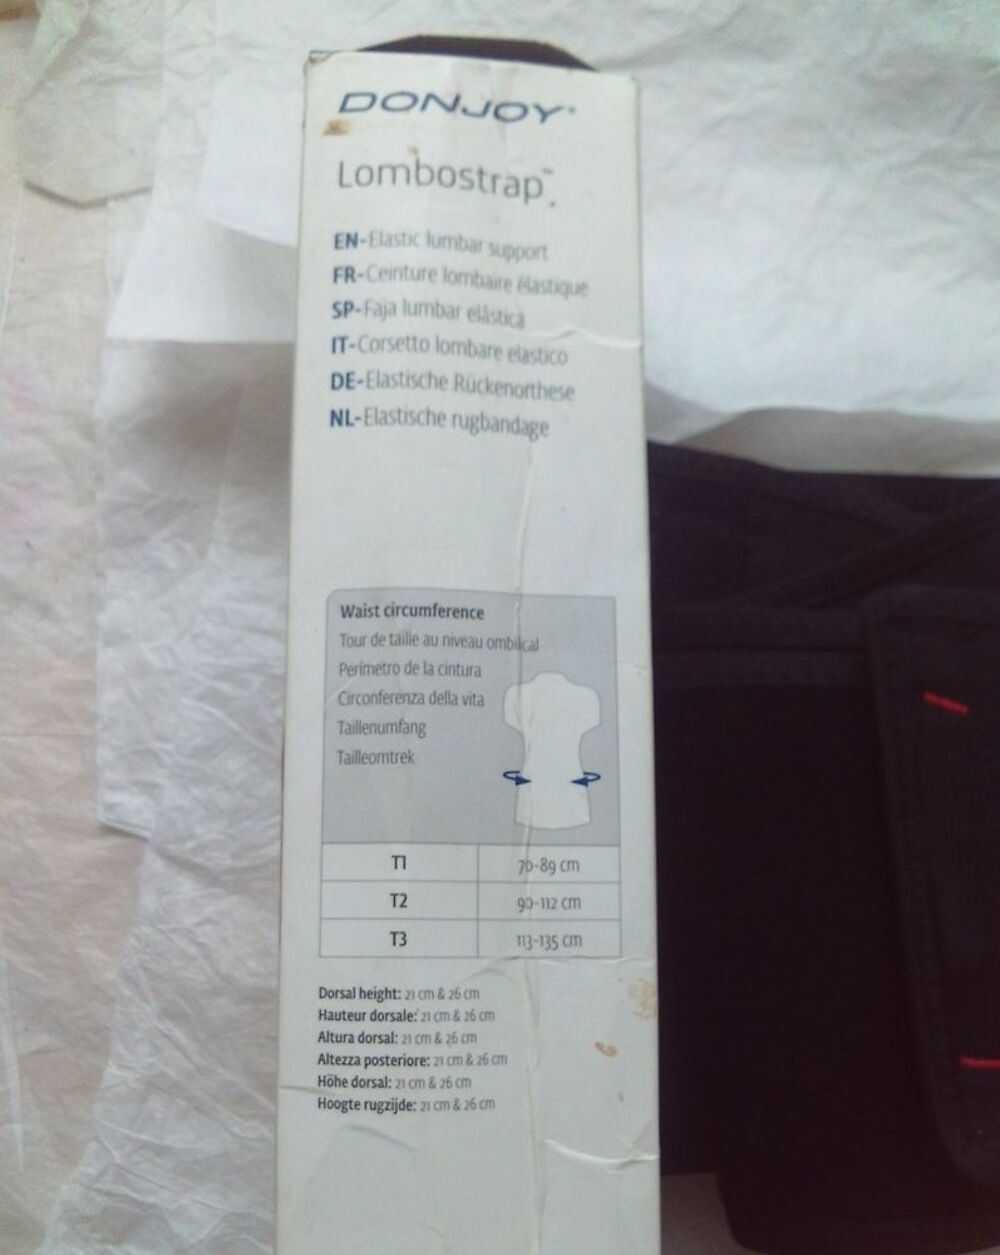 DONJOY®
Lombostrap™
EN-Elastic lumbar support
FR-Ceinture lombaire élastique
SP-Faja lumbar elástica
IT-Corsetto lombare elastico
DE-Elastische Rückenorthese
NL-Elastische rugbandage
Waist circumference
Tour de taille au niveau ombilical
Perímetro de la cintura
Circonferenza della vita
Taillenumfang
Tailleomtrek
T1 70-89 cm
T2 90-112 cm
T3 113-135 cm
Dorsal height: 21 cm & 26 cm
Hauteur dorsale: 21 cm & 26 cm
Altura dorsal: 21 cm & 26 cm
Altezza posteriore: 21 cm & 26 cm
Höhe dorsal: 21 cm & 26 cm
Hoogte rugzijde: 21 cm & 26 cm